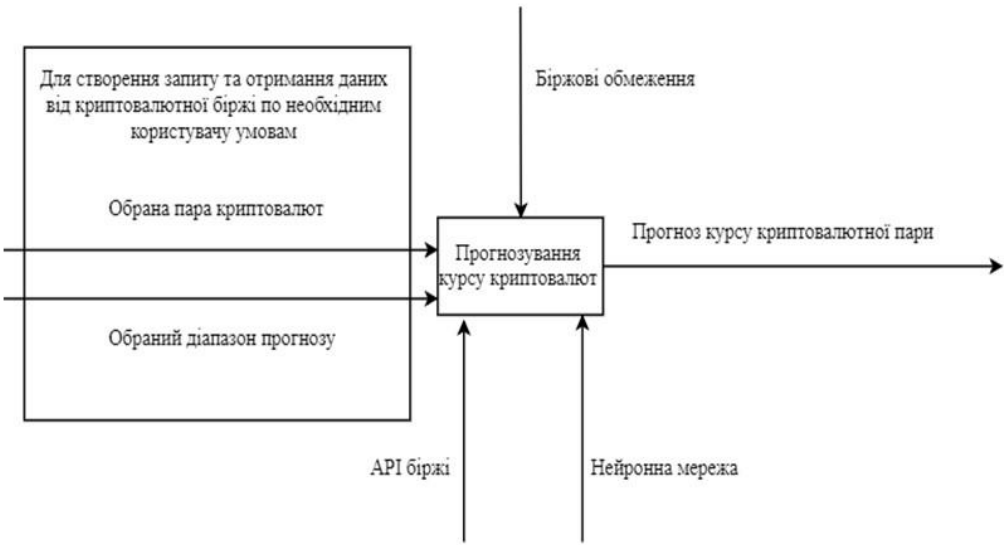 Для створення запиту та отримання даних
від криптовалютної біржі по необхідним
користувачу умовам
Біржові обмеження
Обрана пара криптовалют
Прогнозування
курсу криптовалют
Прогноз курсу криптовалютної пари
Обраний діапазон прогнозу
API біржі
Нейронна мережа